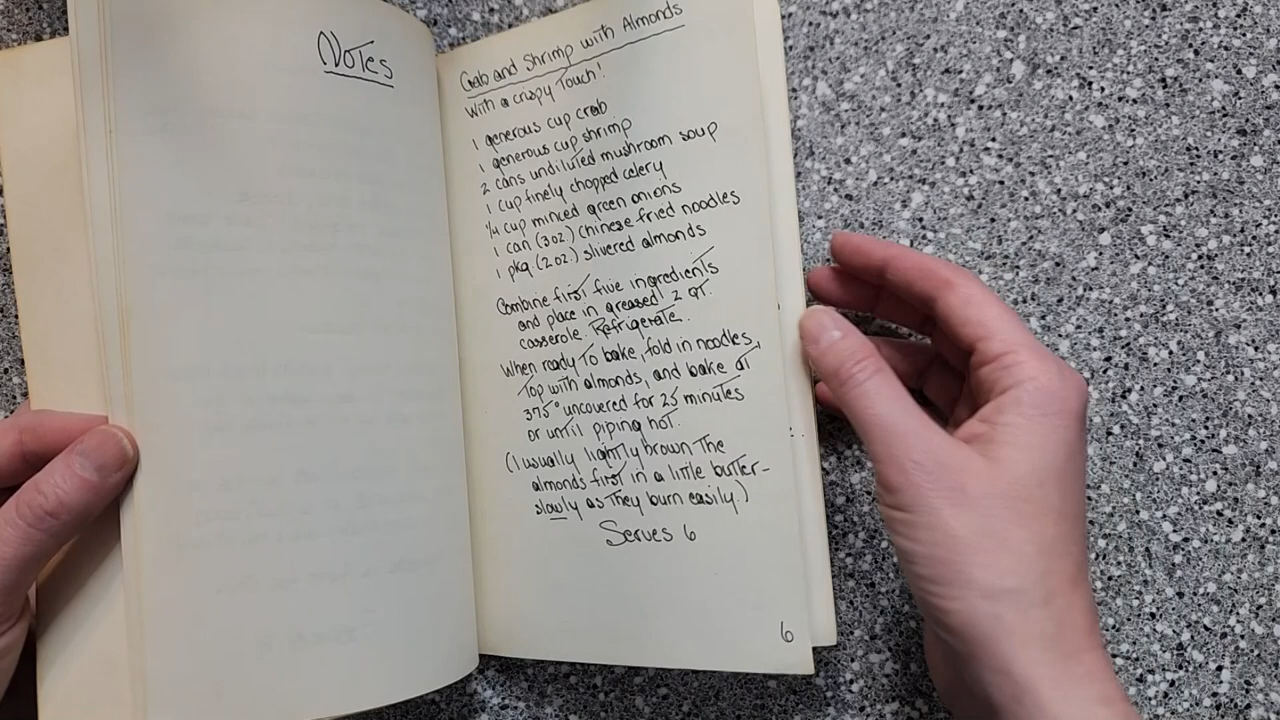 Notes
Crab and Shrimp with Almonds
With a crispy Touch!
1 generous cup crab
1 generous cup shrimp
2 cans undiluted mushroom soup
1 cup finely chopped celery
1/4 cup minced green onions
1 can (3 oz.) chinese fried noodles
1 pkg (2 oz.) slivered almonds
Combine first five ingredients
and place in greased 2 qt.
casserole. Refrigerate.
When ready to bake, fold in noodles,
Top with almonds, and bake at
375° uncovered for 25 minutes
or until piping hot.
(I usually lightly brown the
almonds first in a little butter-
slowly as they burn easily.)
Serves 6
6